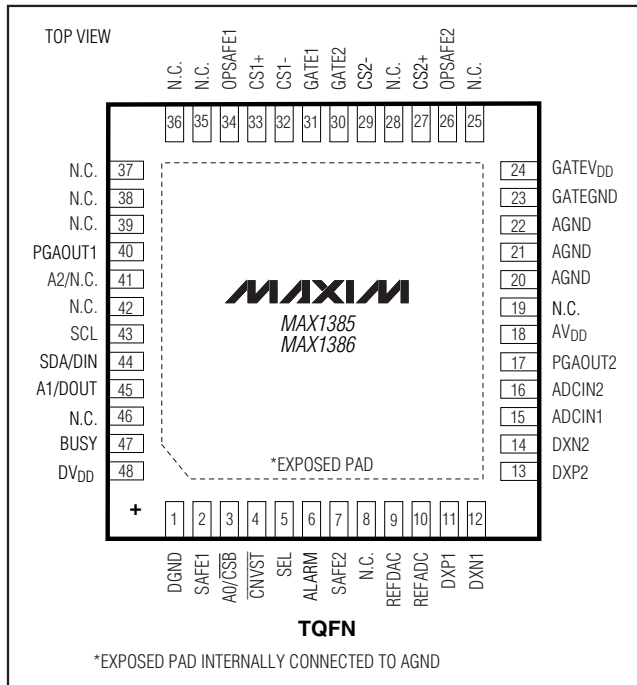 TOP VIEW
N.C.
N.C.
OPSAFE1
CS1+
CS1-
GATE1
GATE2
CS2-
N.C.
CS2+
OPSAFE2
N.C.
36 35 34 33 32 31 30 29 28 27 26 25
N.C. 37
N.C. 38
N.C. 39
PGAOUT1 40
A2/N.C. 41
N.C. 42
SCL 43
SDA/DIN 44
A1/DOUT 45
N.C. 46
BUSY 47
DVDD 48
24 GATEVDD
23 GATEGND
22 AGND
21 AGND
20 AGND
19 N.C.
18 AVDD
17 PGAOUT2
16 ADCIN2
15 ADCIN1
14 DXN2
13 DXP2
MAXIM
MAX1385
MAX1386
*EXPOSED PAD
+
1 2 3 4 5 6 7 8 9 10 11 12
DGND
SAFE1
A0/CSB
CNVST
SEL
ALARM
SAFE2
N.C.
REFDAC
REFADC
DXP1
DXN1
TQFN
*EXPOSED PAD INTERNALLY CONNECTED TO AGND